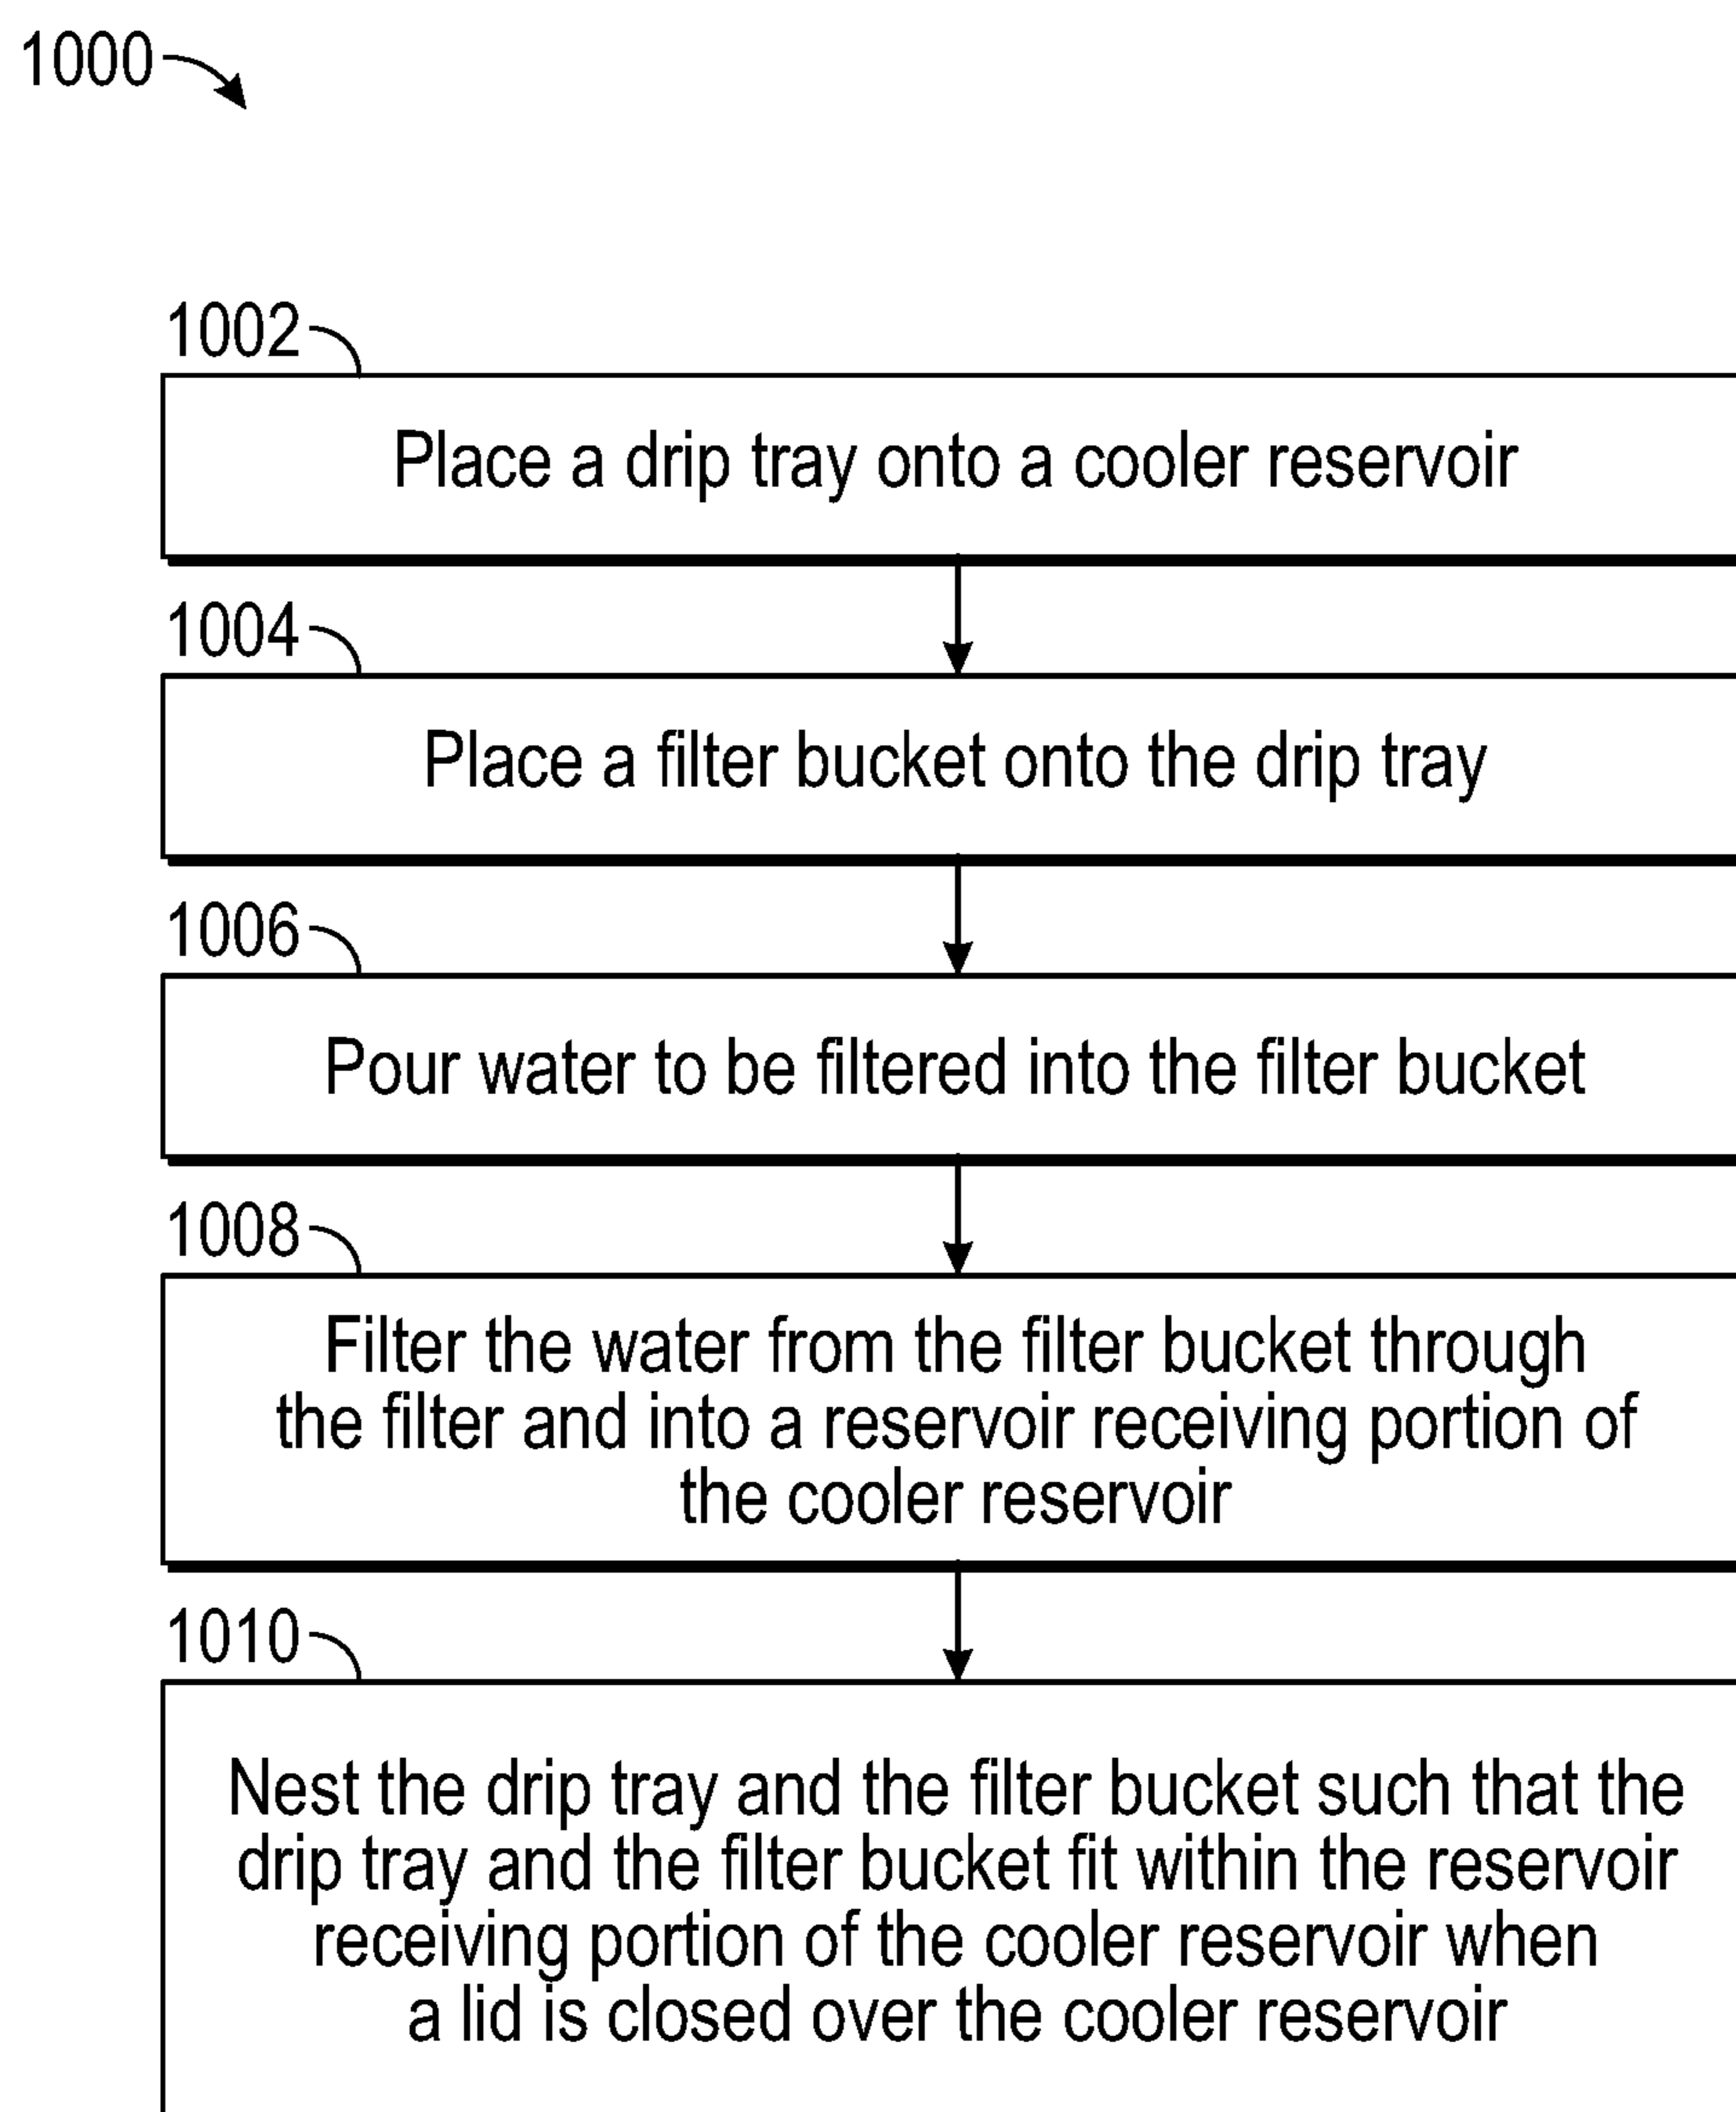 1000
1002
Place a drip tray onto a cooler reservoir
1004
Place a filter bucket onto the drip tray
1006
Pour water to be filtered into the filter bucket
1008
Filter the water from the filter bucket through
the filter and into a reservoir receiving portion of
the cooler reservoir
1010
Nest the drip tray and the filter bucket such that the
drip tray and the filter bucket fit within the reservoir
receiving portion of the cooler reservoir when
a lid is closed over the cooler reservoir